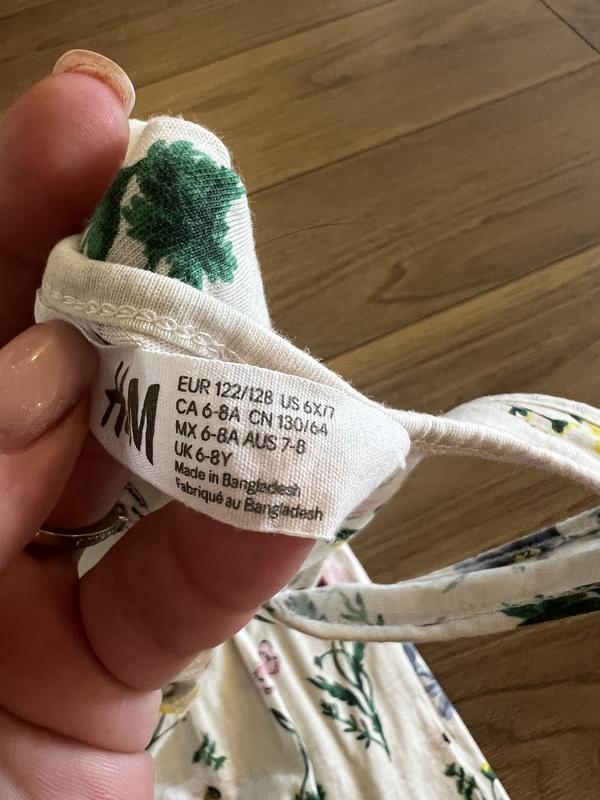 H&M
EUR 122/128 US 6X/7
CA 6-8A CN 130/64
MX 6-8A AUS 7-8
UK 6-8Y
Made in Bangladesh
Fabriqué au Bangladesh